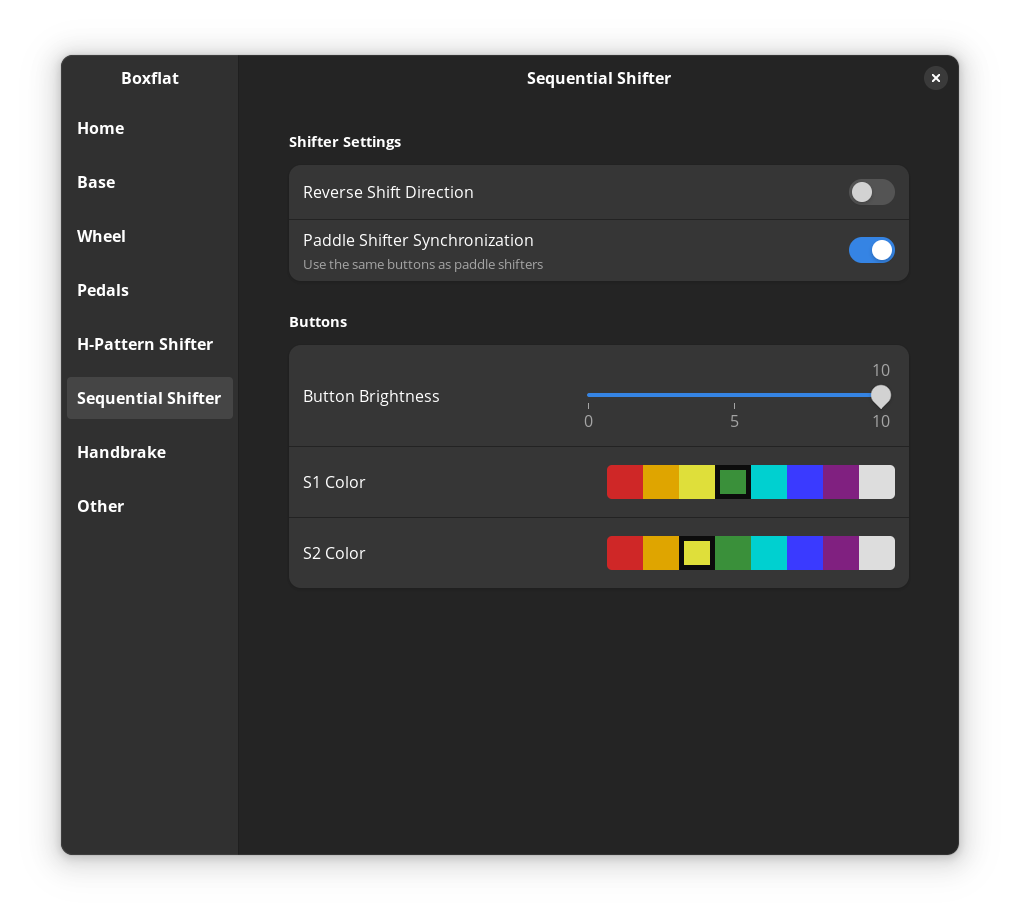 Boxflat
Home
Base
Wheel
Pedals
H-Pattern Shifter
Sequential Shifter
Handbrake
Other
Sequential Shifter
Shifter Settings
Reverse Shift Direction
Paddle Shifter Synchronization
Use the same buttons as paddle shifters
Buttons
10
Button Brightness
0 5 10
S1 Color
S2 Color